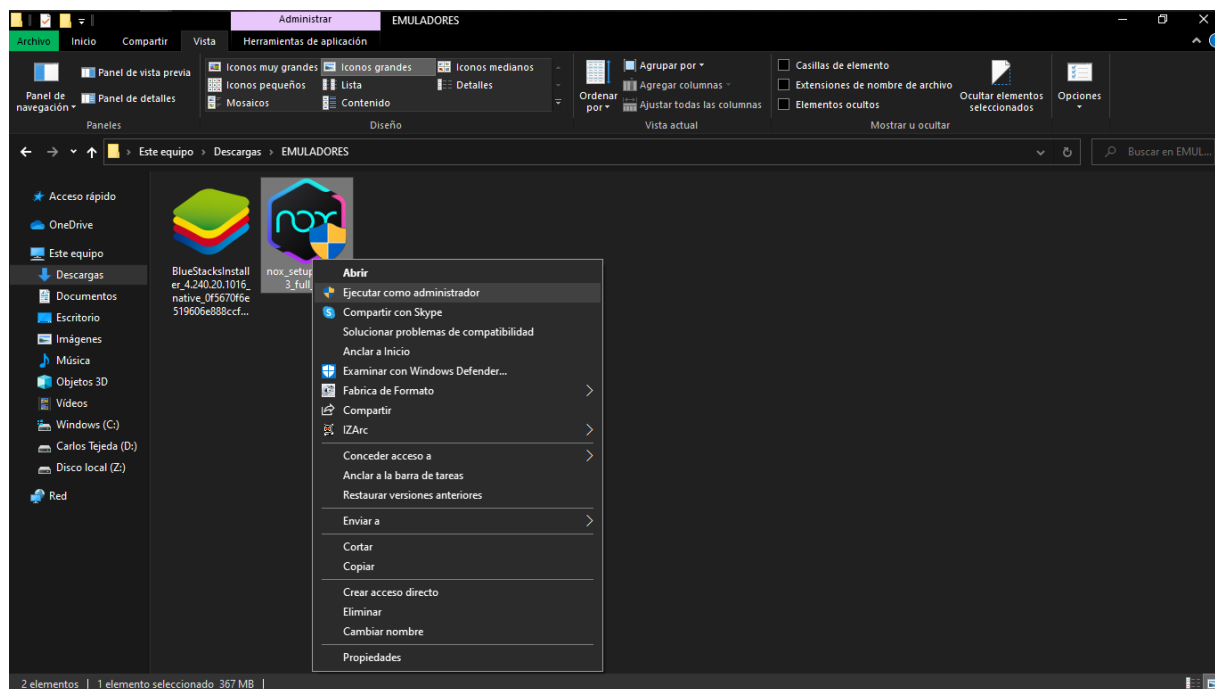 Administrar
EMULADORES
Archivo
Inicio
Compartir
Vista
Herramientas de aplicación
Panel de navegación
Panel de vista previa
Panel de detalles
Paneles
Iconos muy grandes
Iconos grandes
Iconos medianos
Iconos pequeños
Lista
Detalles
Mosaicos
Contenido
Diseño
Ordenar por
Agrupar por
Agregar columnas
Ajustar todas las columnas
Vista actual
Casillas de elemento
Extensiones de nombre de archivo
Elementos ocultos
Ocultar elementos seleccionados
Mostrar u ocultar
Opciones
Este equipo > Descargas > EMULADORES
Buscar en EMUL...
Acceso rápido
OneDrive
Este equipo
Descargas
Documentos
Escritorio
Imágenes
Música
Objetos 3D
Vídeos
Windows (C:)
Carlos Tejeda (D:)
Disco local (Z:)
Red
BlueStacksInstall
er_4.240.20.1016_
native_0f5670f6e
519606e888ccf...
nox
nox_setup
3_full_
Abrir
Ejecutar como administrador
Compartir con Skype
Solucionar problemas de compatibilidad
Anclar a Inicio
Examinar con Windows Defender...
Fabrica de Formato
Compartir
IZArc
Conceder acceso a
Anclar a la barra de tareas
Restaurar versiones anteriores
Enviar a
Cortar
Copiar
Crear acceso directo
Eliminar
Cambiar nombre
Propiedades
2 elementos | 1 elemento seleccionado 367 MB |